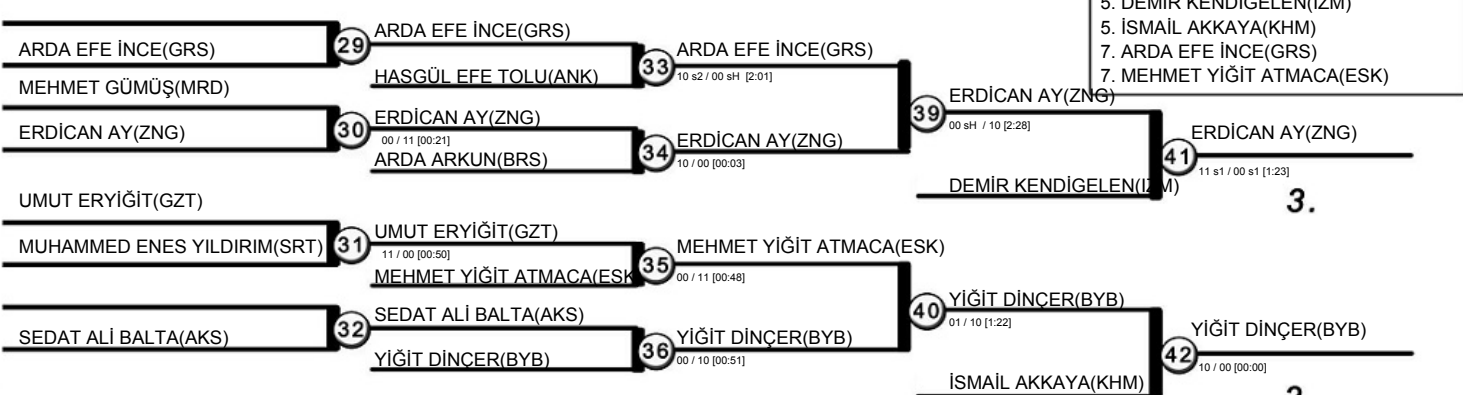 5. DEMİR KENDİGELEN(İZM)
5. İSMAİL AKKAYA(KHM)
7. ARDA EFE İNCE(GRS)
7. MEHMET YİĞİT ATMACA(ESK)
ARDA EFE İNCE(GRS)
29
ARDA EFE İNCE(GRS)
HASGÜL EFE TOLU(ANK)
33
ARDA EFE İNCE(GRS)
10 s2 / 00 sH [2:01]
MEHMET GÜMÜŞ(MRD)
ERDİCAN AY(ZNG)
30
ERDİCAN AY(ZNG)
00 / 11 [00:21]
ARDA ARKUN(BRS)
34
ERDİCAN AY(ZNG)
10 / 00 [00:03]
39
ERDİCAN AY(ZNG)
00 sH / 10 [2:28]
DEMİR KENDİGELEN(İZM)
41
ERDİCAN AY(ZNG)
11 s1 / 00 s1 [1:23]
3.
UMUT ERYİĞİT(GZT)
MUHAMMED ENES YILDIRIM(SRT)
31
UMUT ERYİĞİT(GZT)
11 / 00 [00:50]
MEHMET YİĞİT ATMACA(ESK
35
MEHMET YİĞİT ATMACA(ESK)
00 / 11 [00:48]
SEDAT ALİ BALTA(AKS)
32
SEDAT ALİ BALTA(AKS)
YİĞİT DİNÇER(BYB)
36
YİĞİT DİNÇER(BYB)
00 / 10 [00:51]
40
YİĞİT DİNÇER(BYB)
01 / 10 [1:22]
İSMAİL AKKAYA(KHM)
42
YİĞİT DİNÇER(BYB)
10 / 00 [00:00]